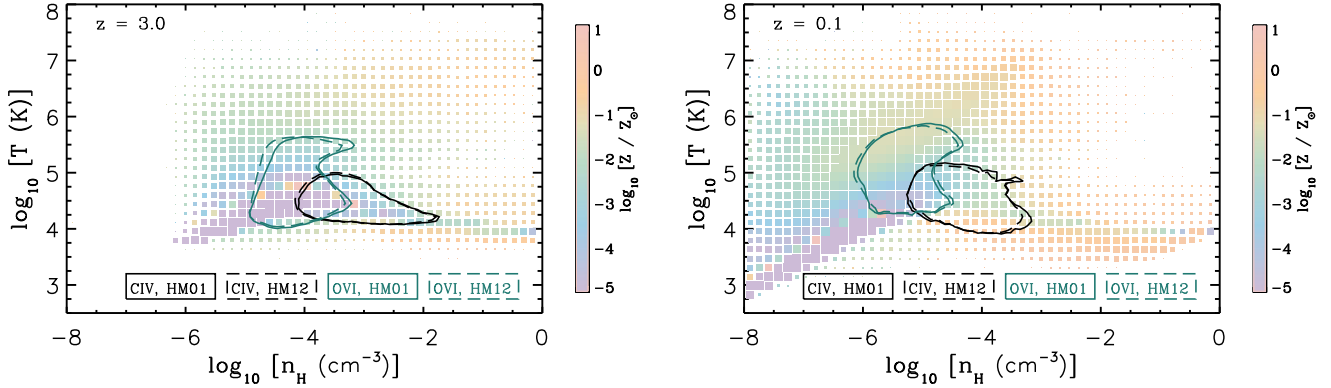 z = 3.0
8
7
6
5
4
3
log₁₀ [T (K)]
−8
−6
−4
−2
0
log₁₀ [n_H (cm⁻³)]
CIV, HM01
CIV, HM12
OVI, HM01
OVI, HM12
1
0
−1
−2
−3
−4
−5
log₁₀ [Z / Z⊙]
z = 0.1
8
7
6
5
4
3
log₁₀ [T (K)]
−8
−6
−4
−2
0
log₁₀ [n_H (cm⁻³)]
CIV, HM01
CIV, HM12
OVI, HM01
OVI, HM12
1
0
−1
−2
−3
−4
−5
log₁₀ [Z / Z⊙]